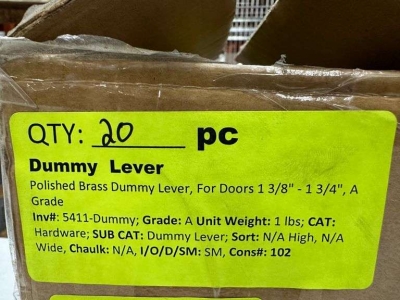 QTY: 20 pc
Dummy Lever
Polished Brass Dummy Lever, For Doors 1 3/8" - 1 3/4", A
Grade
Inv#: 5411-Dummy; Grade: A Unit Weight: 1 lbs; CAT:
Hardware; SUB CAT: Dummy Lever; Sort: N/A High, N/A
Wide, Chaulk: N/A, I/O/D/SM: SM, Cons#: 102